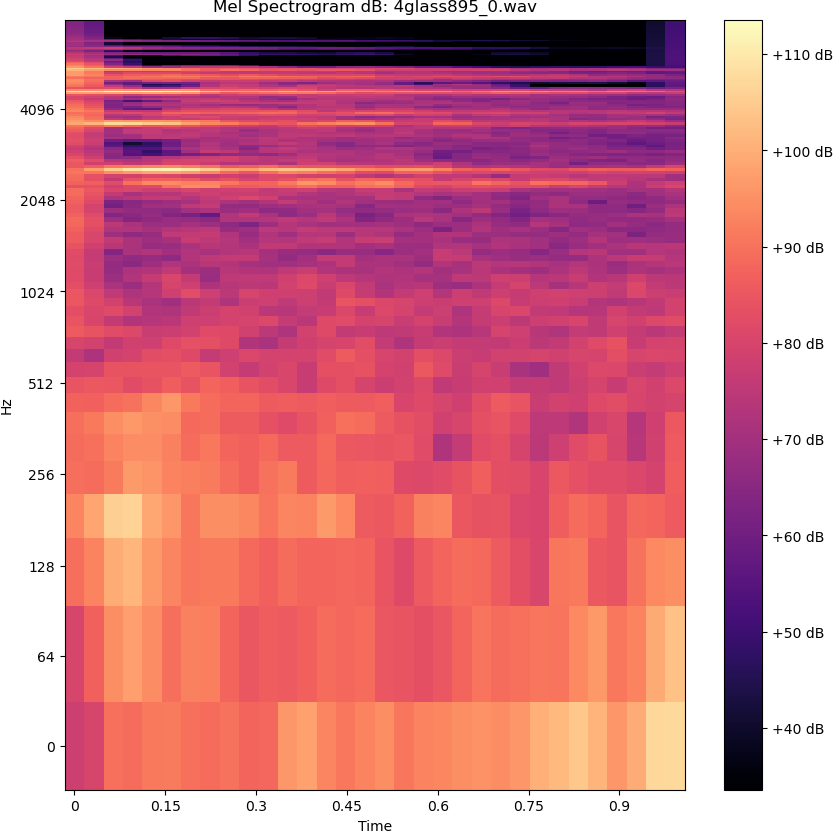 Mel Spectrogram dB: 4glass895_0.wav
+110 dB
4096
+100 dB
2048
+90 dB
1024
+80 dB
512
Hz
+70 dB
256
+60 dB
128
+50 dB
64
+40 dB
0
0 0.15 0.3 0.45 0.6 0.75 0.9
Time